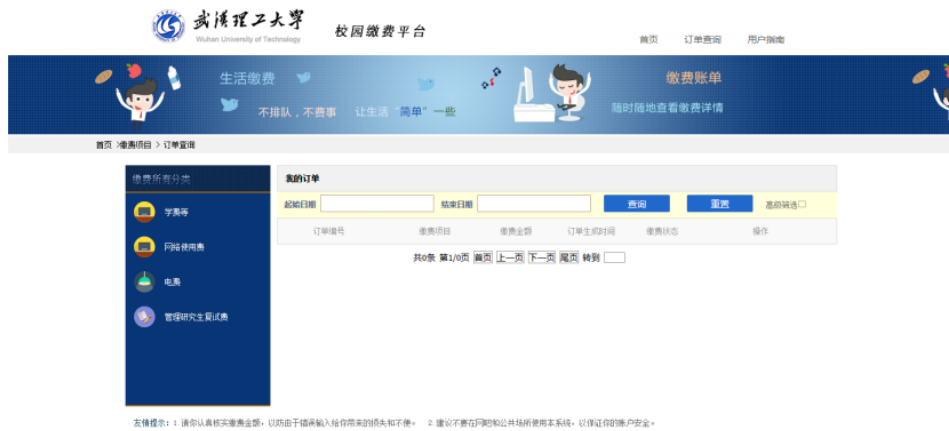 武汉理工大学
Wuhan University of Technology
校园缴费平台
首页 订单查询 用户指南
生活缴费
不排队，不费事 让生活“简单”一些
缴费账单
随时随地查看缴费详情
首页 >缴费项目 > 订单查询
缴费所有分类
学费等
网络使用费
电费
管理研究生复试费
我的订单
起始日期 结束日期 查询 重置 高级筛选
订单编号 缴费项目 缴费金额 订单生成时间 缴费状态 操作
共0条 第1/0页 首页 上一页 下一页 尾页 转到
友情提示：1. 请你认真核实缴费金额，以防由于错误输入给你带来的损失和不便。 2. 建议不要在网吧和公共场所使用本系统，以保证你的账户安全。